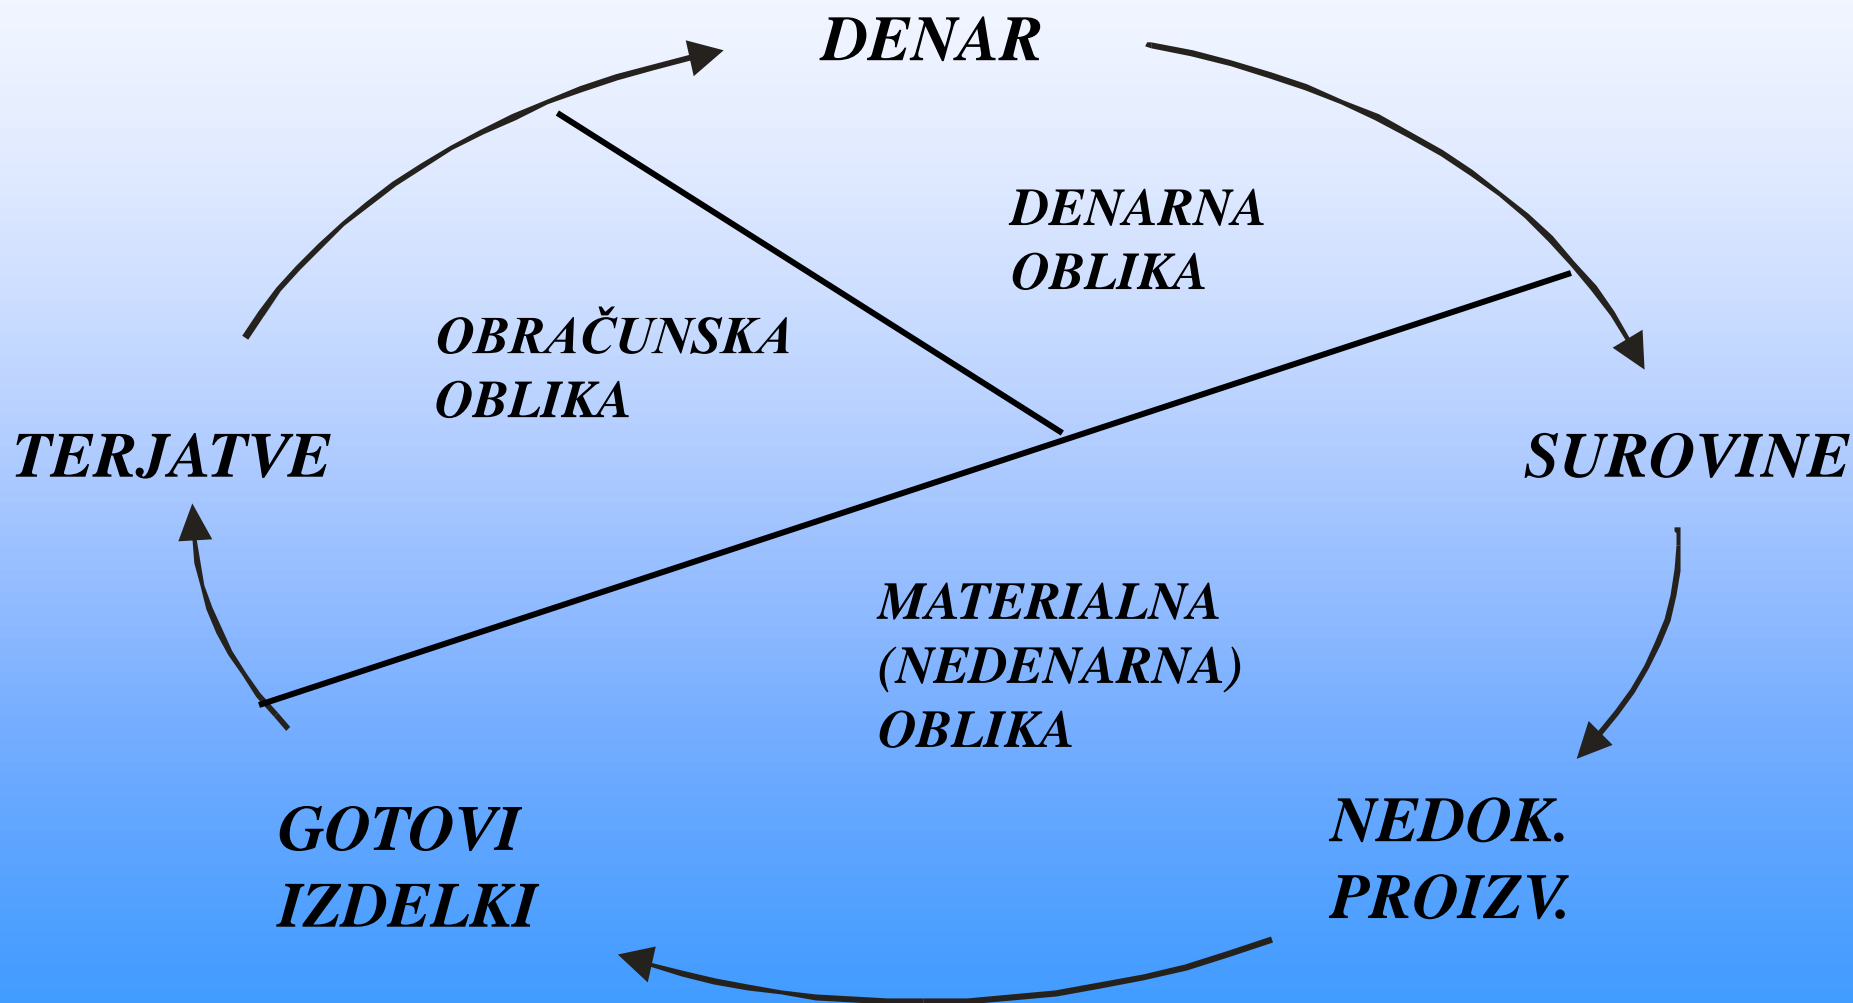 DENAR
DENARNA
OBLIKA
OBRAČUNSKA
OBLIKA
TERJATVE
SUROVINE
MATERIALNA
(NEDENARNA)
OBLIKA
GOTOVI
IZDELKI
NEDOK.
PROIZV.